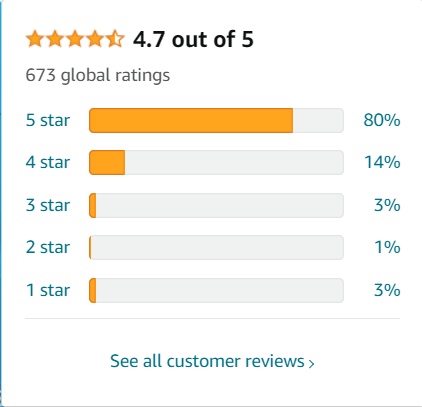 4.7 out of 5
673 global ratings
5 star 80%
4 star 14%
3 star 3%
2 star 1%
1 star 3%
See all customer reviews ›